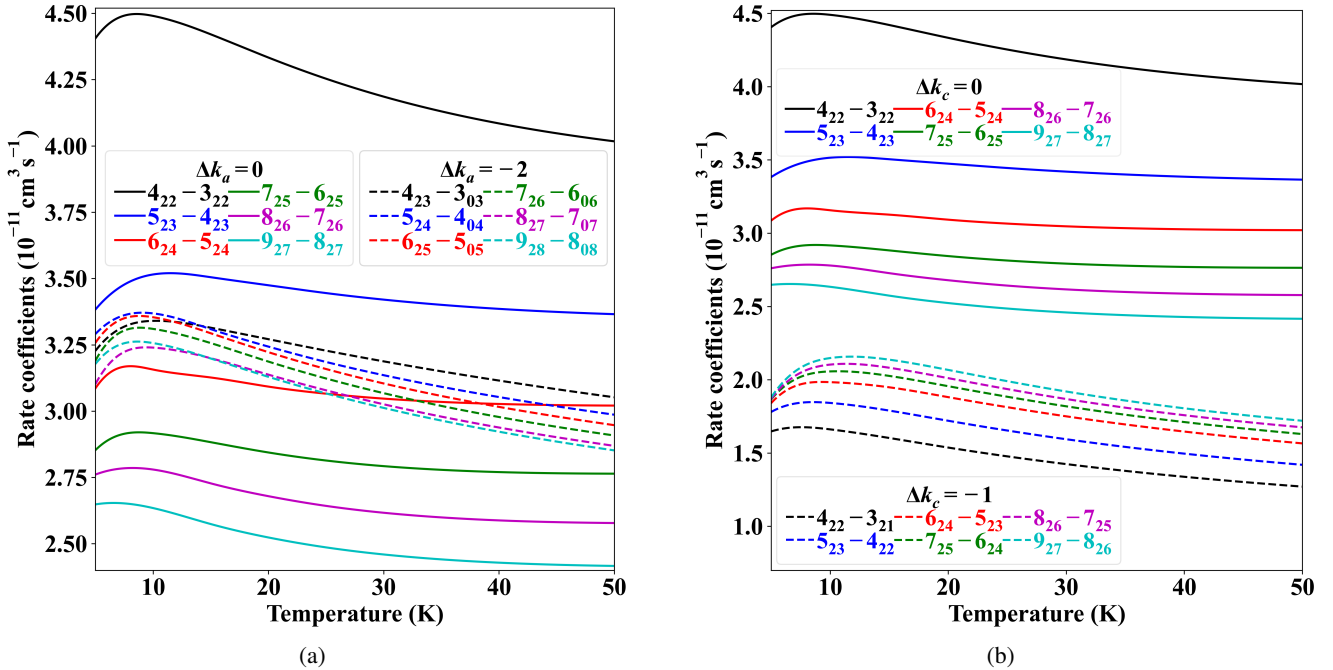 4.50
4.25
4.00
3.75
3.50
3.25
3.00
2.75
2.50
Rate coefficients (10⁻¹¹ cm³ s⁻¹)
Δkₐ = 0
4₂₂ − 3₂₂ 7₂₅ − 6₂₅
5₂₃ − 4₂₃ 8₂₆ − 7₂₆
6₂₄ − 5₂₄ 9₂₇ − 8₂₇
Δkₐ = −2
4₂₃ − 3₀₃ 7₂₆ − 6₀₆
5₂₄ − 4₀₄ 8₂₇ − 7₀₇
6₂₅ − 5₀₅ 9₂₈ − 8₀₈
10 20 30 40 50
Temperature (K)
(a)
4.5
4.0
3.5
3.0
2.5
2.0
1.5
1.0
Rate coefficients (10⁻¹¹ cm³ s⁻¹)
Δk_c = 0
4₂₂ − 3₂₂ 6₂₄ − 5₂₄ 8₂₆ − 7₂₆
5₂₃ − 4₂₃ 7₂₅ − 6₂₅ 9₂₇ − 8₂₇
Δk_c = −1
4₂₂ − 3₂₁ 6₂₄ − 5₂₃ 8₂₆ − 7₂₅
5₂₃ − 4₂₂ 7₂₅ − 6₂₄ 9₂₇ − 8₂₆
10 20 30 40 50
Temperature (K)
(b)